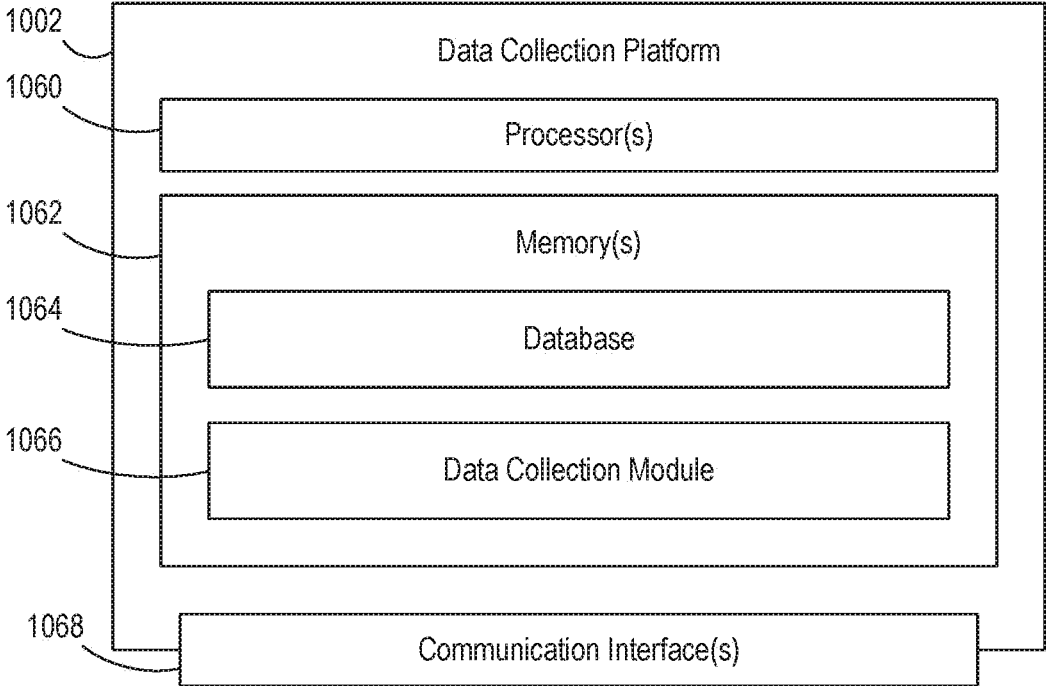 1002
Data Collection Platform
1060
Processor(s)
1062
Memory(s)
1064
Database
1066
Data Collection Module
1068
Communication Interface(s)